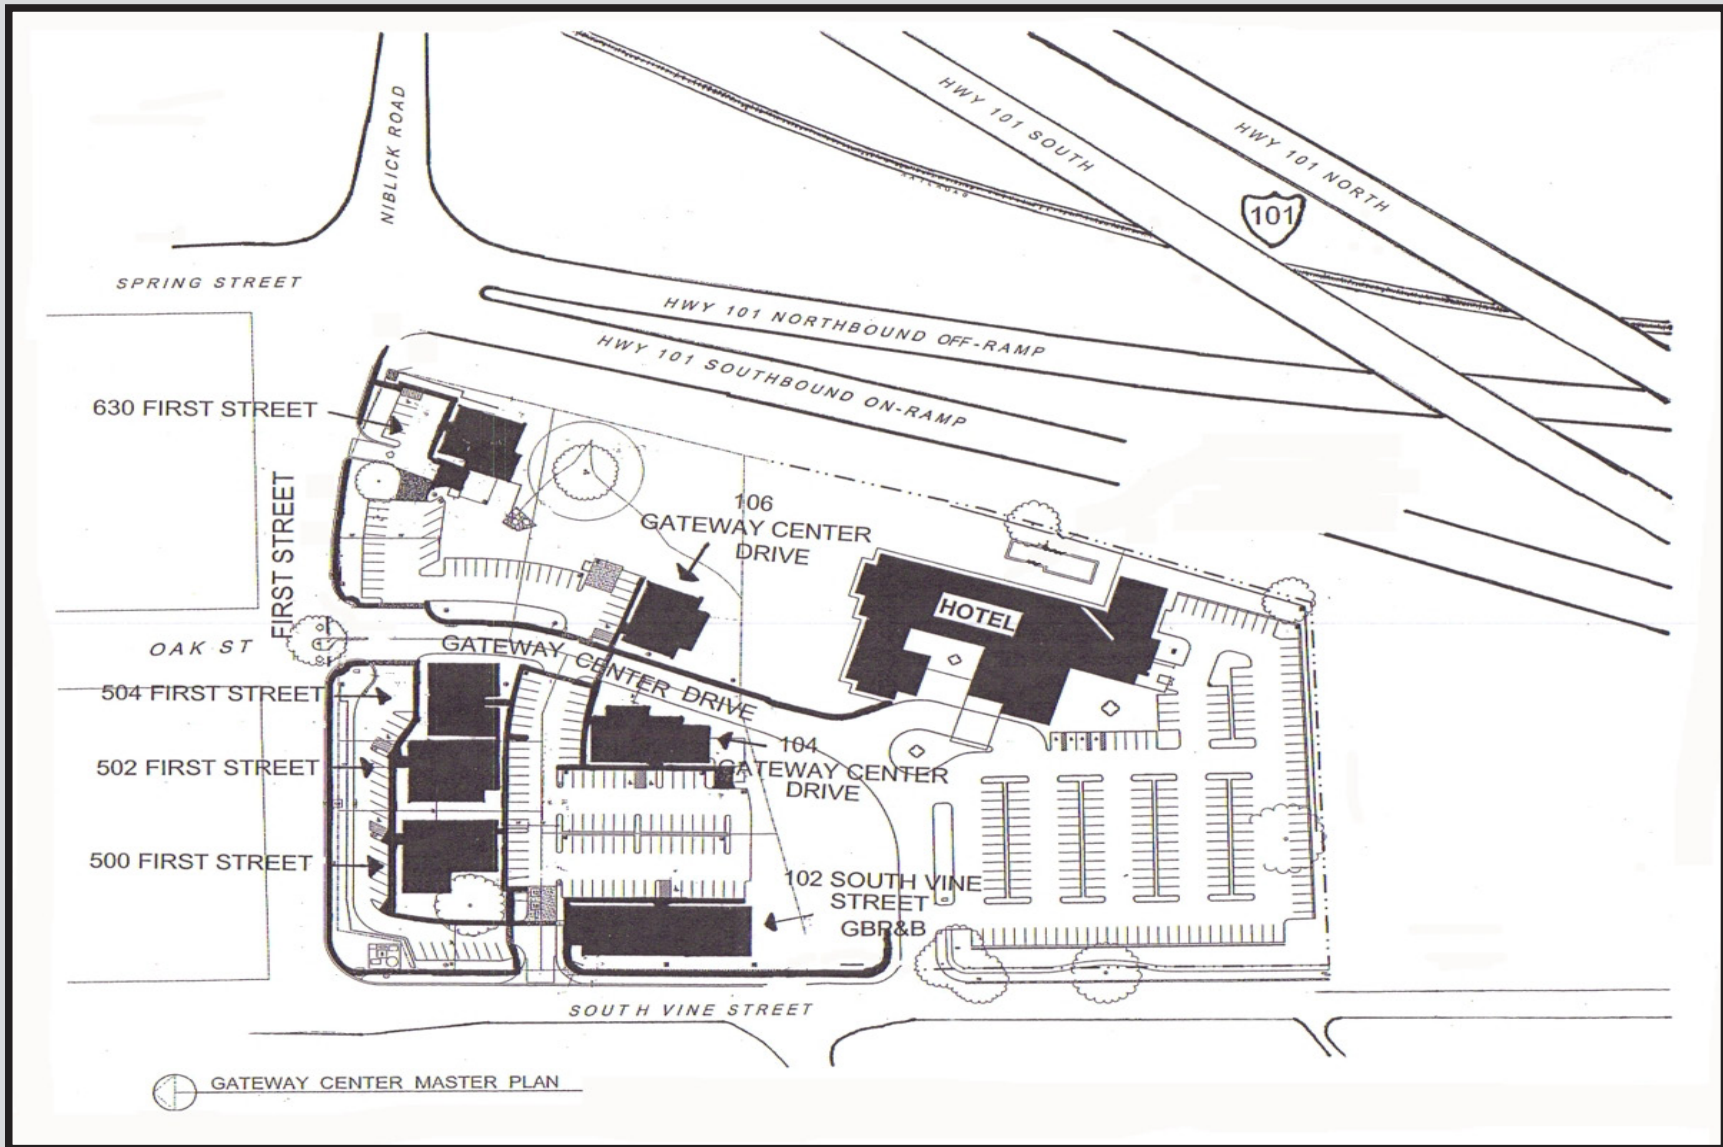 NIBLICK ROAD
HWY 101 SOUTH
HWY 101 NORTH
RAILROAD
101
SPRING STREET
HWY 101 NORTHBOUND OFF-RAMP
HWY 101 SOUTHBOUND ON-RAMP
630 FIRST STREET
FIRST STREET
106
GATEWAY CENTER
DRIVE
HOTEL
OAK ST
GATEWAY CENTER DRIVE
504 FIRST STREET
502 FIRST STREET
500 FIRST STREET
104
GATEWAY CENTER
DRIVE
102 SOUTH VINE
STREET
GBR&B
SOUTH VINE STREET
GATEWAY CENTER MASTER PLAN